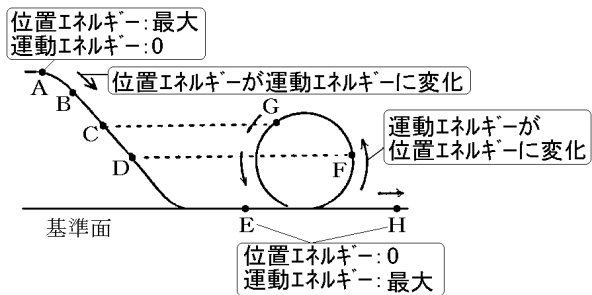 位置エネルギー:最大
運動エネルギー:0
A
B
位置エネルギーが運動エネルギーに変化
G
C
運動エネルギーが
位置エネルギーに変化
D
F
基準面
E
H
位置エネルギー:0
運動エネルギー:最大